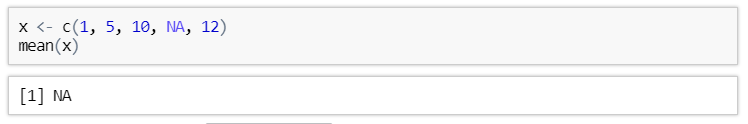 x <- c(1, 5, 10, NA, 12)
mean(x)
[1] NA